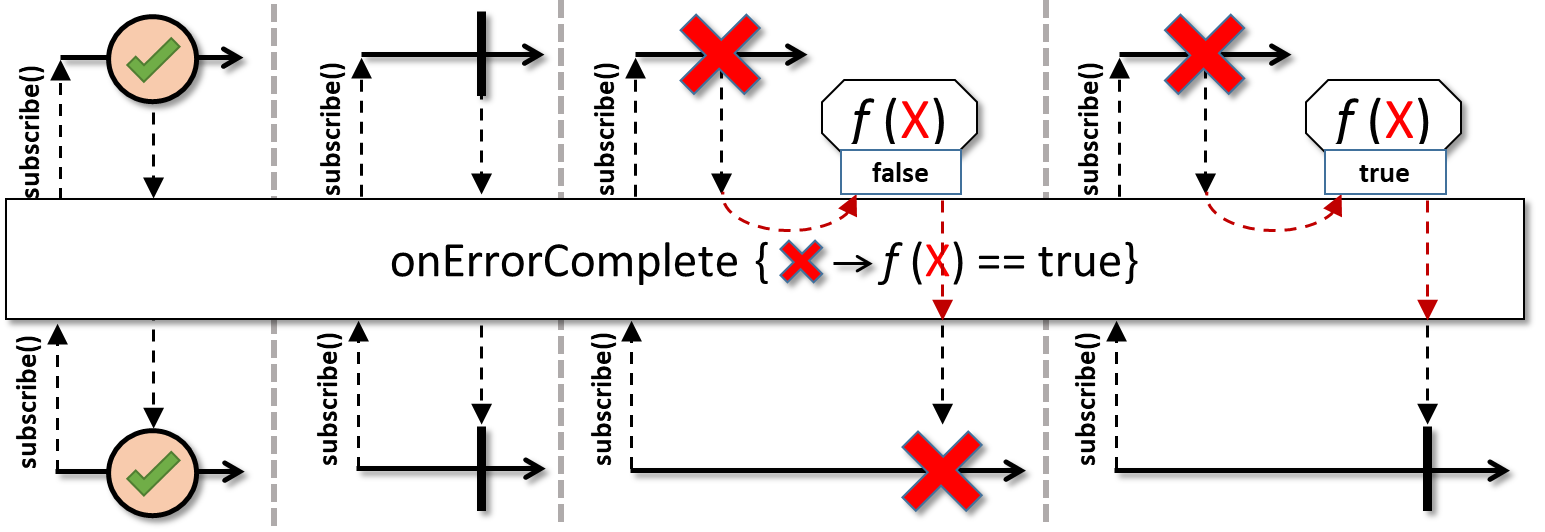 subscribe()
subscribe()
subscribe()
f (X)
false
subscribe()
f (X)
true
onErrorComplete { ✖ → f (X) == true}
subscribe()
subscribe()
subscribe()
subscribe()